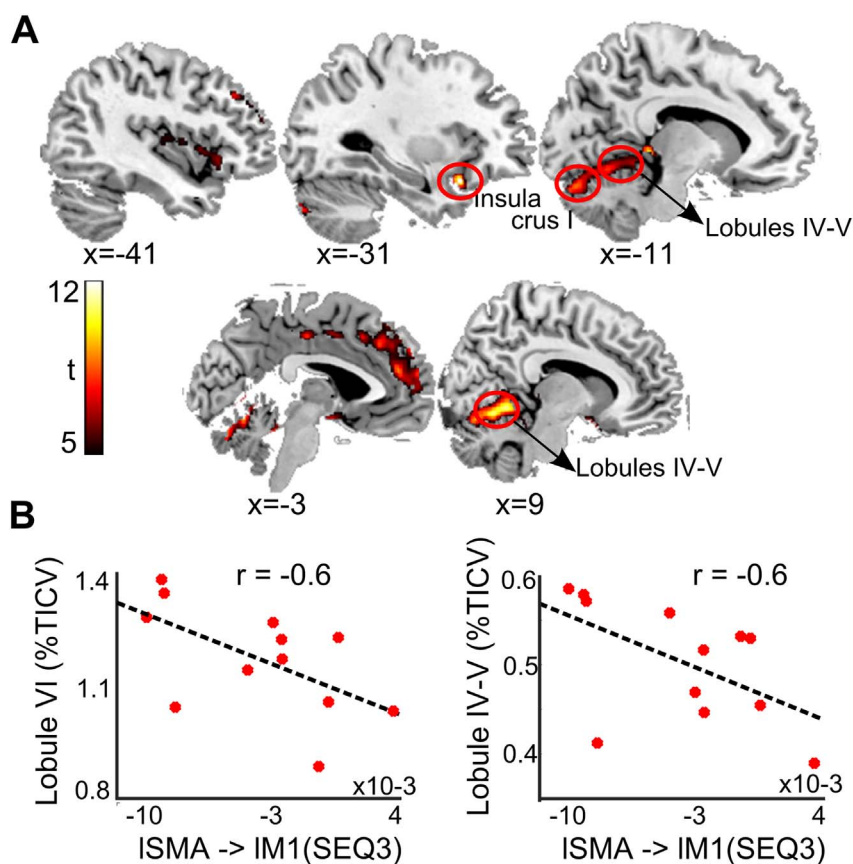 A
Insula
crus I
Lobules IV-V
x=-41
x=-31
x=-11
12
t
5
Lobules IV-V
x=-3
x=9
B
r = -0.6
1.4
1.1
0.8
Lobule VI (%TICV)
x10-3
-10
-3
4
lSMA -> lM1(SEQ3)
r = -0.6
0.6
0.5
0.4
Lobule IV-V (%TICV)
x10-3
-10
-3
4
lSMA -> lM1(SEQ3)